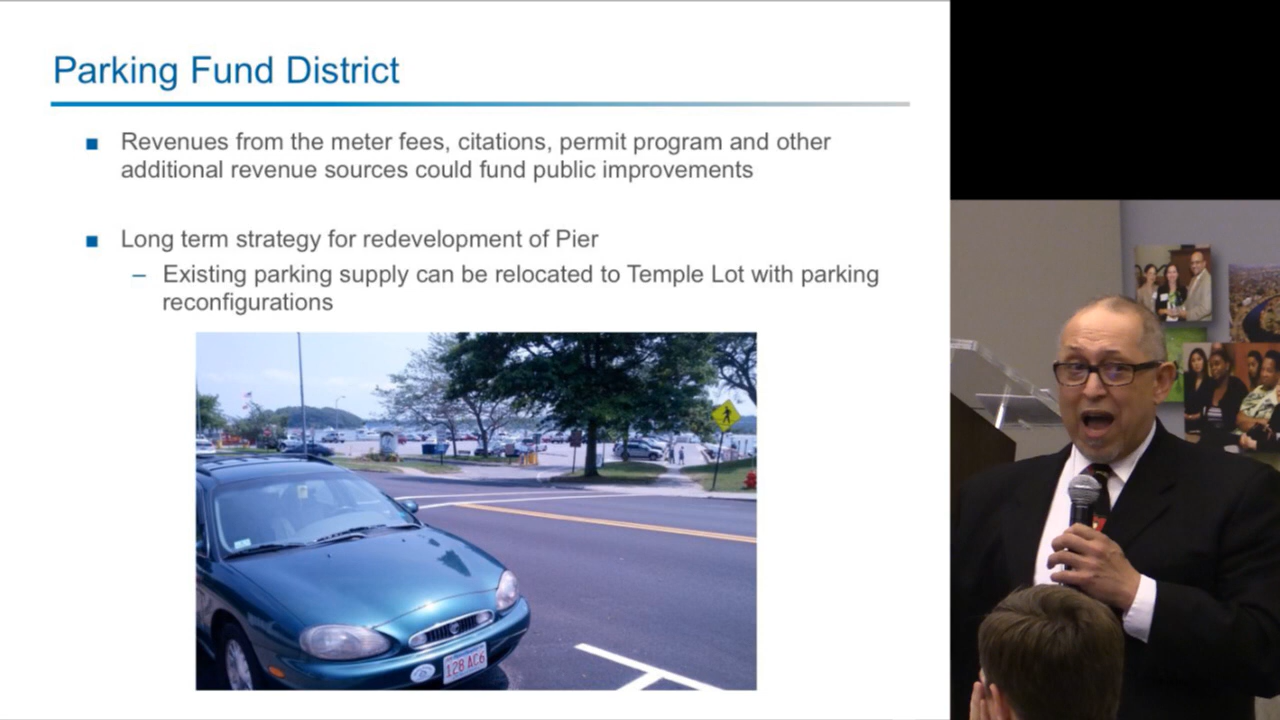 Parking Fund District
■ Revenues from the meter fees, citations, permit program and other
additional revenue sources could fund public improvements
■ Long term strategy for redevelopment of Pier
– Existing parking supply can be relocated to Temple Lot with parking
reconfigurations
128 AC6